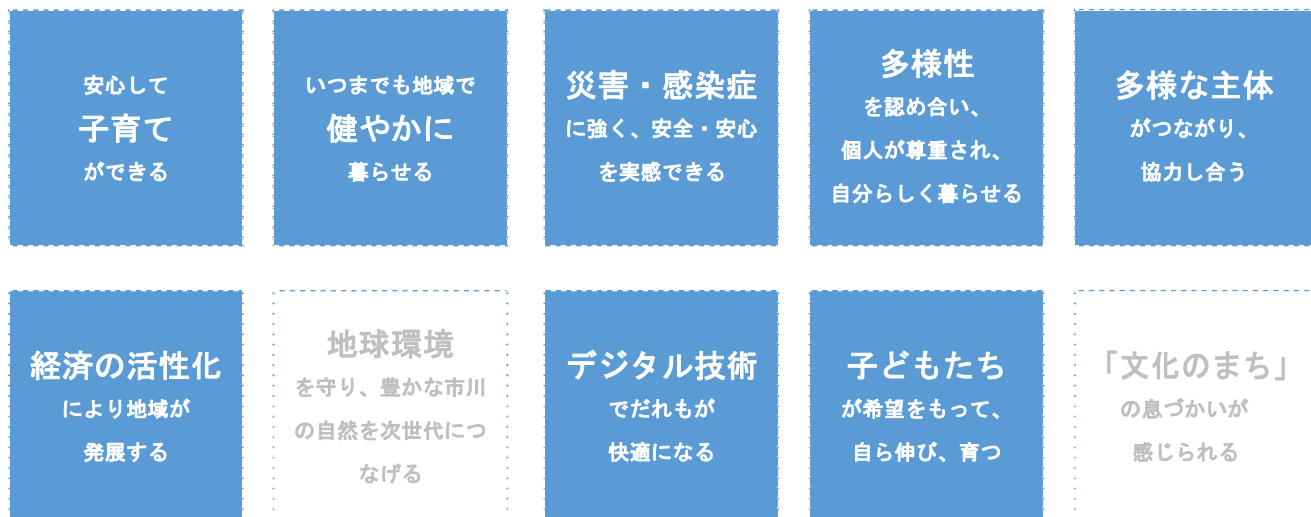 安心して
子育て
ができる
いつまでも地域で
健やかに
暮らせる
災害・感染症
に強く、安全・安心
を実感できる
多様性
を認め合い、
個人が尊重され、
自分らしく暮らせる
多様な主体
がつながり、
協力し合う
経済の活性化
により地域が
発展する
地球環境
を守り、豊かな市川
の自然を次世代につ
なげる
デジタル技術
でだれもが
快適になる
子どもたち
が希望をもって、
自ら伸び、育つ
「文化のまち」
の息づかいが
感じられる